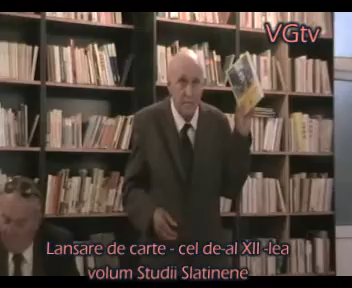 VGtv
Lansare de carte - cel de-al XII -lea
volum Studii Slatinene